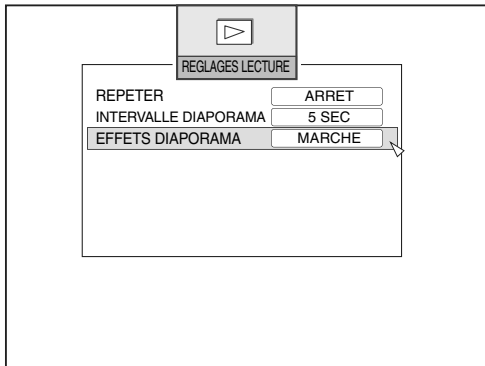 REGLAGES LECTURE
REPETER ARRET
INTERVALLE DIAPORAMA 5 SEC
EFFETS DIAPORAMA MARCHE